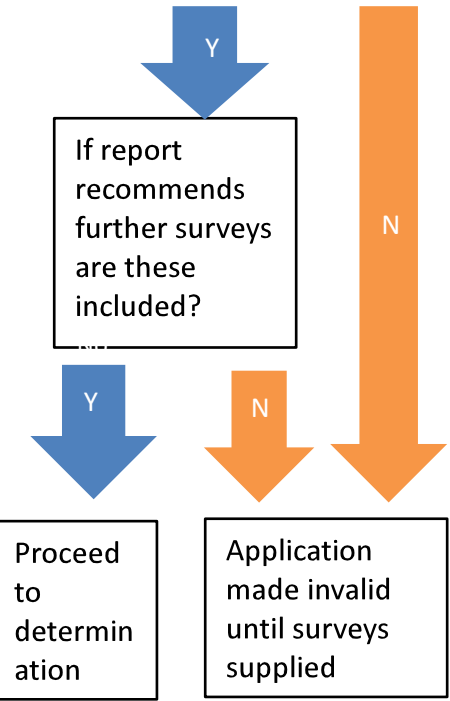 Y
N
If report
recommends
further surveys
are these
included?
Y
N
Proceed
to
determin
ation
Application
made invalid
until surveys
supplied